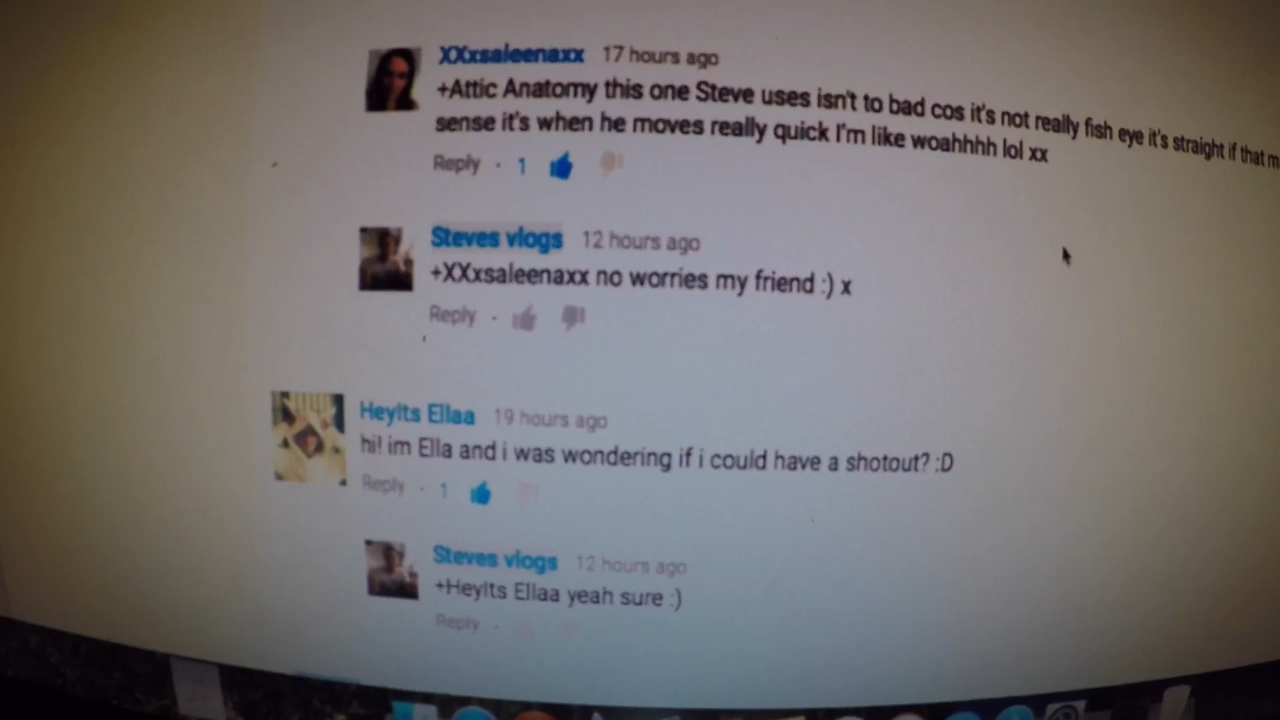 XXxsaleenaxx 17 hours ago
+Attic Anatomy this one Steve uses isn't to bad cos it's not really fish eye it's straight if that m
sense it's when he moves really quick I'm like woahhhh lol xx
Reply · 1
Steves vlogs 12 hours ago
+XXxsaleenaxx no worries my friend :) x
Reply ·
HeyIts Ellaa 19 hours ago
hi! im Ella and i was wondering if i could have a shotout? :D
Reply · 1
Steves vlogs 12 hours ago
+HeyIts Ellaa yeah sure :)
Reply ·